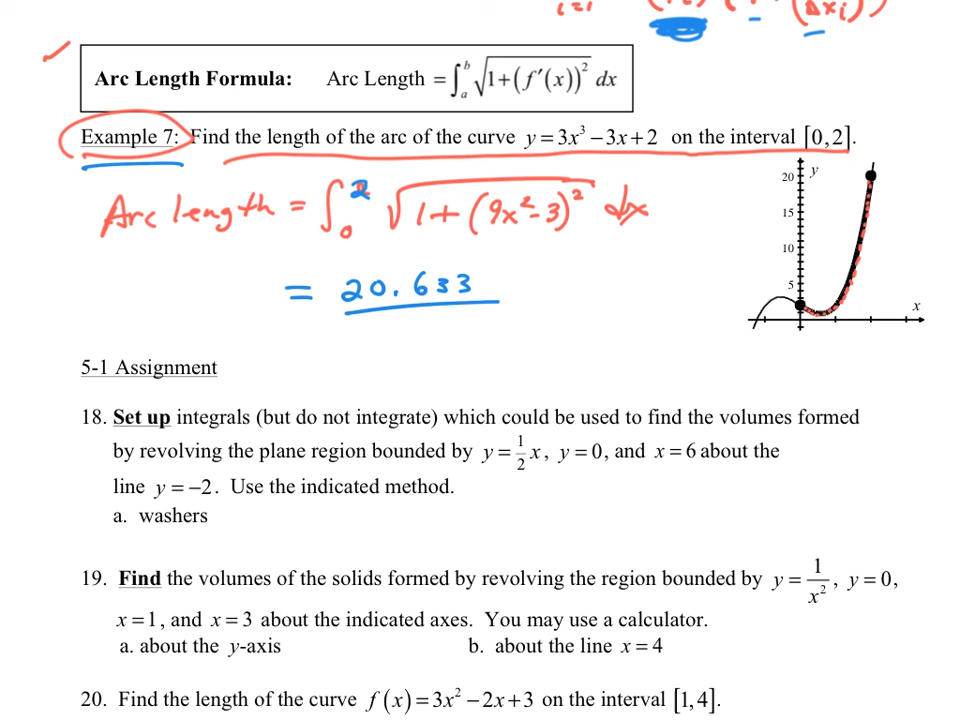 i=1
(Δxi)
Arc Length Formula: Arc Length = ∫ₐᵇ √(1+(f′(x))²) dx
Example 7: Find the length of the arc of the curve y = 3x³ − 3x + 2 on the interval [0,2].
Arc length = ∫₀² √(1+(9x²-3)²) dx
= 20.633
y
20
15
10
5
x
5-1 Assignment
18. Set up integrals (but do not integrate) which could be used to find the volumes formed
by revolving the plane region bounded by y = 1/2 x, y = 0, and x = 6 about the
line y = −2. Use the indicated method.
a. washers
19. Find the volumes of the solids formed by revolving the region bounded by y = 1/x², y = 0,
x = 1, and x = 3 about the indicated axes. You may use a calculator.
a. about the y-axis b. about the line x = 4
20. Find the length of the curve f(x) = 3x² − 2x + 3 on the interval [1,4].